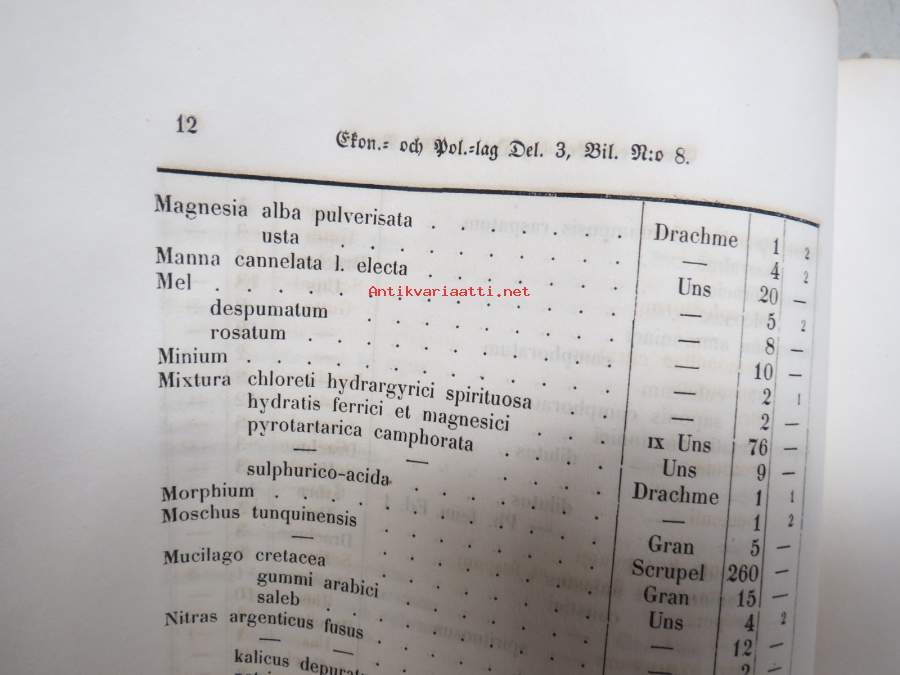 12
Ekon.- och Pol.-lag Del. 3, Bil. N:o 8.
Magnesia alba pulverisata . . . . . . . Drachme 1 2
usta . . . . . . . — 4 2
Manna cannelata l. electa . . . . . . . Uns 20 —
Antikvariaatti.net
Mel . . . . . . . . . . — 5 2
despumatum . . . . . . . — 8 —
rosatum . . . . . . . . — 10 —
Minium . . . . . . . . — 2 1
Mixtura chloreti hydrargyrici spirituosa . . — 2 —
hydratis ferrici et magnesici . . . IX Uns 76 —
pyrotartarica camphorata . . . . Uns 9 —
— — . . . . Drachme 1 1
sulphurico-acida . . . . . . — 1 2
Morphium . . . . . . . . . . Gran 5 —
Moschus tunquinensis . . . . . . . Scrupel 260 —
— . . . . . . . Gran 15 —
Mucilago cretacea . . . . . . . Uns 4 2
gummi arabici . . . . . . — 12 —
saleb . . . . . . . — 2 —
Nitras argenticus fusus . . . .
— — . . . .
kalicus depurat